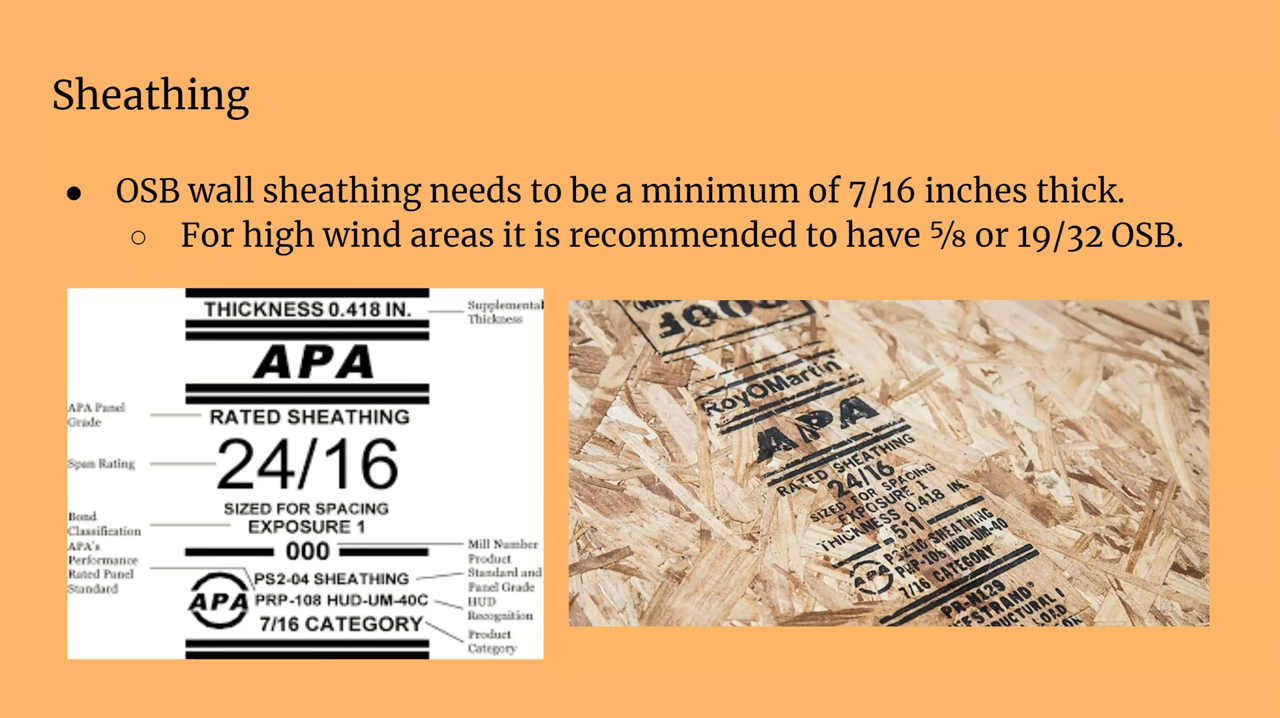 Sheathing
● OSB wall sheathing needs to be a minimum of 7/16 inches thick.
○ For high wind areas it is recommended to have ⅝ or 19/32 OSB.
THICKNESS 0.418 IN.
Supplemental
Thickness
APA
APA Panel
Grade
RATED SHEATHING
Span Rating
24/16
SIZED FOR SPACING
Bond
Classification
EXPOSURE 1
000
Mill Number
APA's
Performance
Rated Panel
Standard
Product
Standard and
Panel Grade
PS2-04 SHEATHING
APA
PRP-108 HUD-UM-40C
HUD
Recognition
7/16 CATEGORY
Product
Category
ROOF
RoyOMartin
APA
RATED SHEATHING
24/16
SIZED FOR SPACING
EXPOSURE 1
THICKNESS 0.418 IN.
511
PS2-10 SHEATHING
APA
PRP-108 HUD-UM-40
7/16 CATEGORY
PR-N129